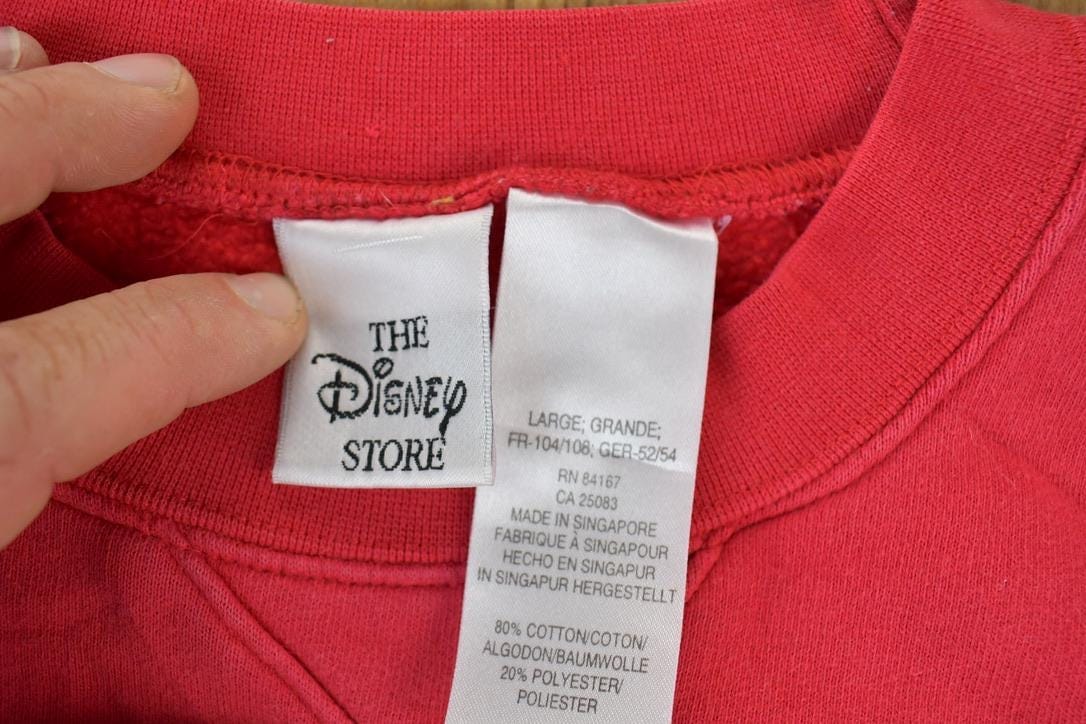 THE
Disney
STORE
LARGE; GRANDE;
FR-104/108; GER-52/54
RN 84167
CA 25083
MADE IN SINGAPORE
FABRIQUE À SINGAPOUR
HECHO EN SINGAPUR
IN SINGAPUR HERGESTELLT
80% COTTON/COTON/
ALGODON/BAUMWOLLE
20% POLYESTER/
POLIESTER